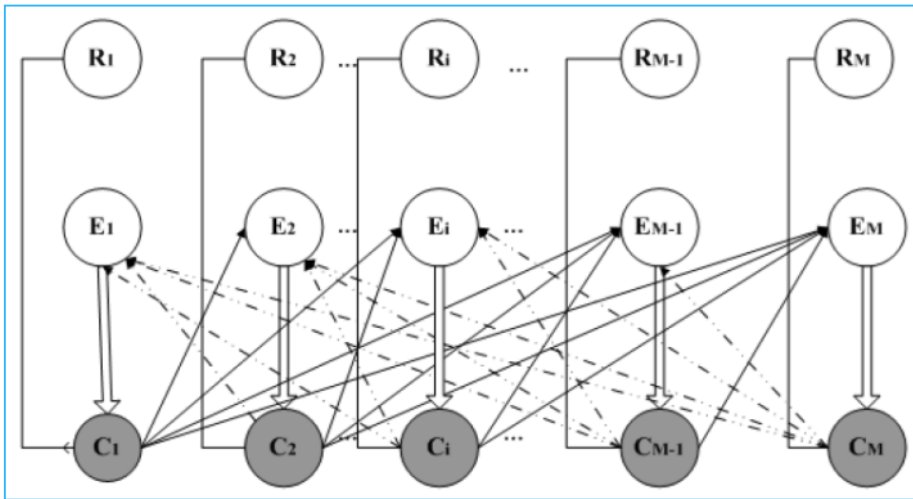 R1 R2 ... Ri ... RM-1 RM
E1 E2 ... Ei ... EM-1 EM
C1 C2 ... Ci ... CM-1 CM